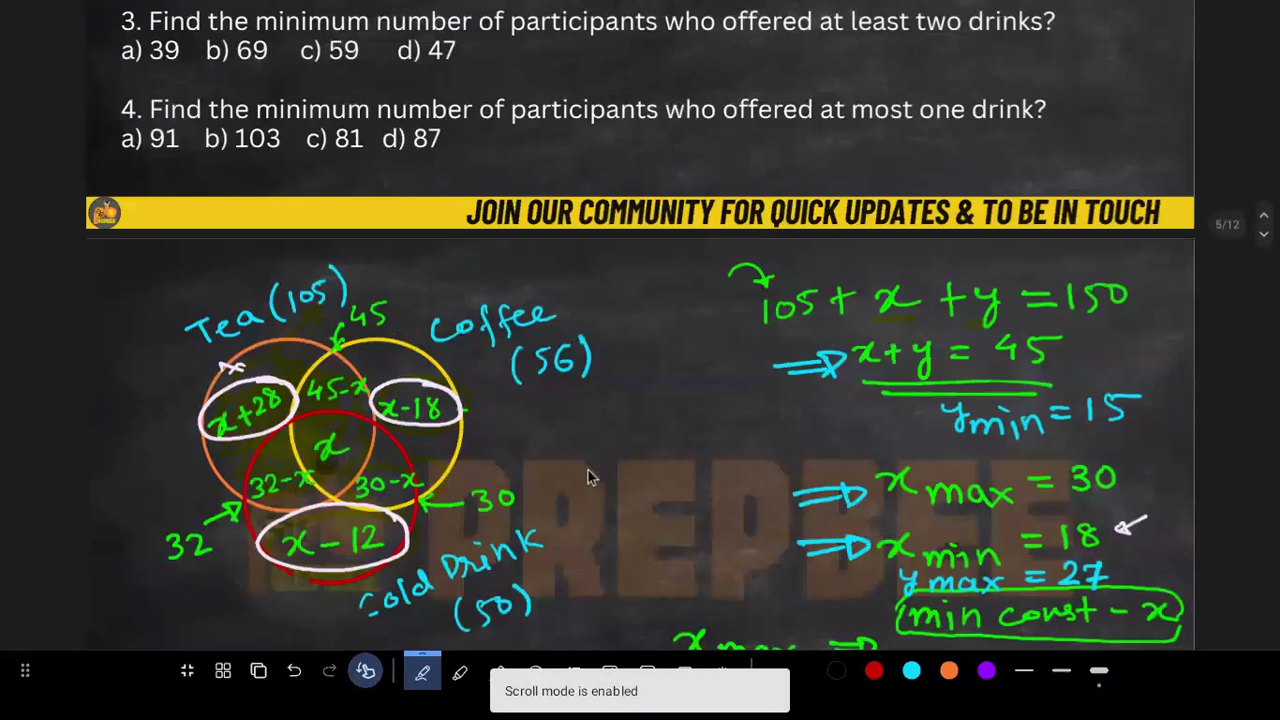 3. Find the minimum number of participants who offered at least two drinks?
a) 39 b) 69 c) 59 d) 47
4. Find the minimum number of participants who offered at most one drink?
a) 91 b) 103 c) 81 d) 87
JOIN OUR COMMUNITY FOR QUICK UPDATES & TO BE IN TOUCH
5/12
Tea (105)
45
Coffee
(56)
x+28
45-x
x-18
x
32-x
30-x
32
30
x-12
Cold Drink
(50)
105 + x + y = 150
⇒ x+y = 45
y min = 15
⇒ x max = 30
⇒ x min = 18
y max = 27
(min const - x)
x max ⇒
PREPBEE
Scroll mode is enabled